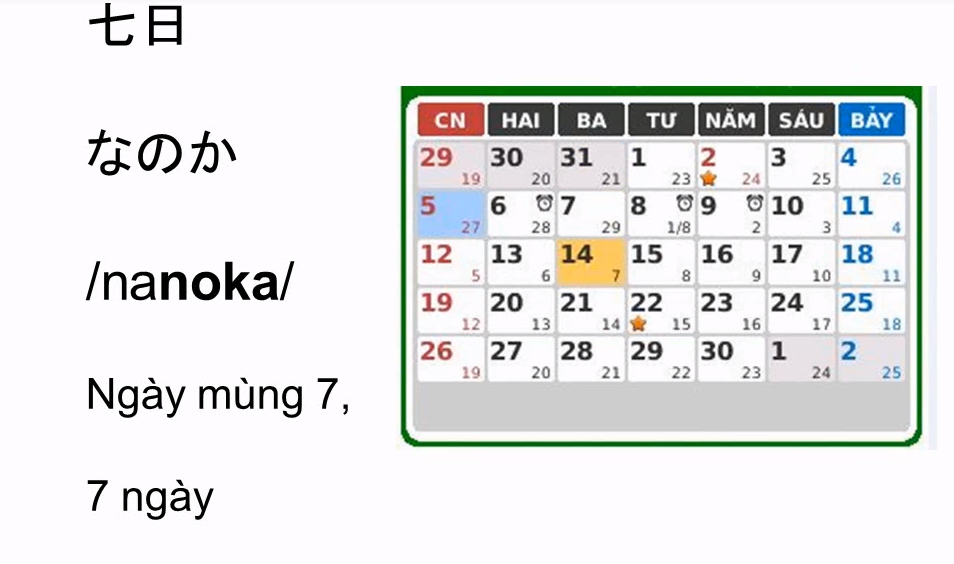 七日
なのか
/nanoka/
Ngày mùng 7,
7 ngày
CN HAI BA TƯ NĂM SÁU BẢY
29 19 30 20 31 21 1 23 2 24 3 25 4 26
5 27 6 28 7 29 8 1/8 9 2 10 3 11 4
12 5 13 6 14 7 15 8 16 9 17 10 18 11
19 12 20 13 21 14 22 15 23 16 24 17 25 18
26 19 27 20 28 21 29 22 30 23 1 24 2 25